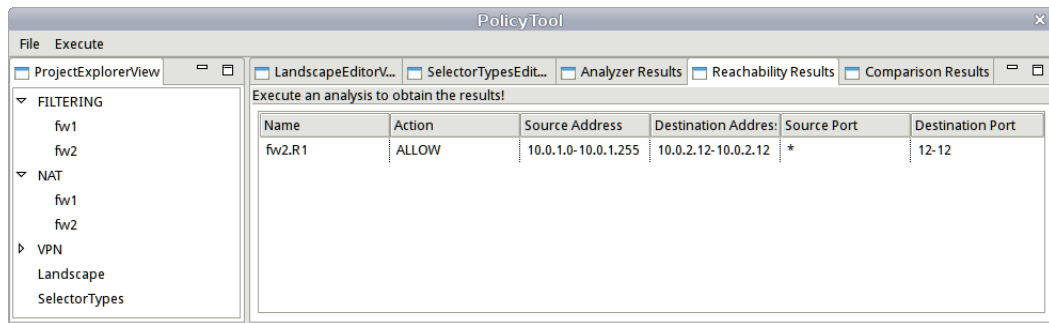 PolicyTool
File Execute
ProjectExplorerView
FILTERING
fw1
fw2
NAT
fw1
fw2
VPN
Landscape
SelectorTypes
LandscapeEditorV... SelectorTypesEdit... Analyzer Results Reachability Results Comparison Results
Execute an analysis to obtain the results!
Name Action Source Address Destination Addres: Source Port Destination Port
fw2.R1 ALLOW 10.0.1.0-10.0.1.255 10.0.2.12-10.0.2.12 * 12-12